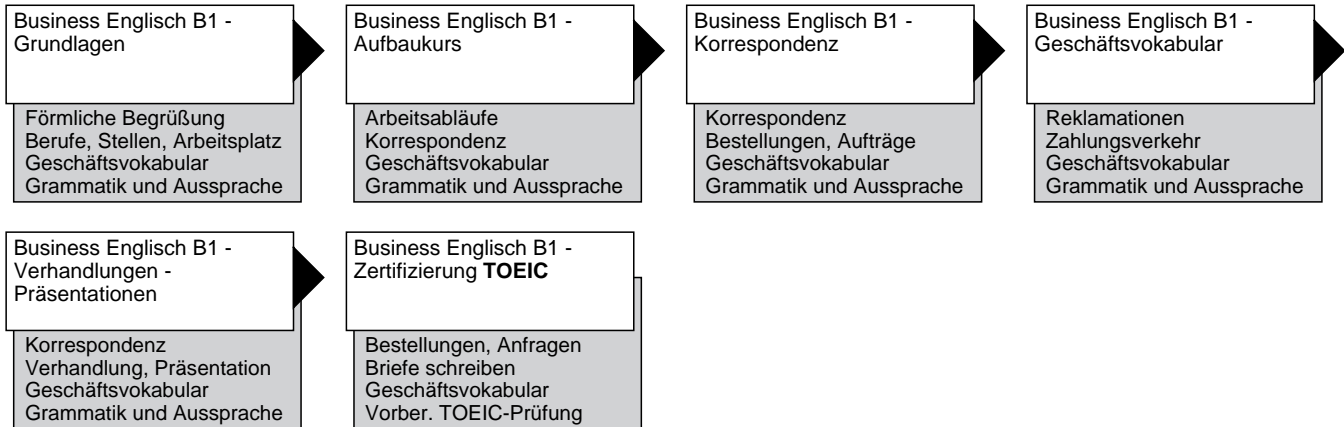 Business Englisch B1 -
Grundlagen
Förmliche Begrüßung
Berufe, Stellen, Arbeitsplatz
Geschäftsvokabular
Grammatik und Aussprache
Business Englisch B1 -
Aufbaukurs
Arbeitsabläufe
Korrespondenz
Geschäftsvokabular
Grammatik und Aussprache
Business Englisch B1 -
Korrespondenz
Korrespondenz
Bestellungen, Aufträge
Geschäftsvokabular
Grammatik und Aussprache
Business Englisch B1 -
Geschäftsvokabular
Reklamationen
Zahlungsverkehr
Geschäftsvokabular
Grammatik und Aussprache
Business Englisch B1 -
Verhandlungen -
Präsentationen
Korrespondenz
Verhandlung, Präsentation
Geschäftsvokabular
Grammatik und Aussprache
Business Englisch B1 -
Zertifizierung TOEIC
Bestellungen, Anfragen
Briefe schreiben
Geschäftsvokabular
Vorber. TOEIC-Prüfung